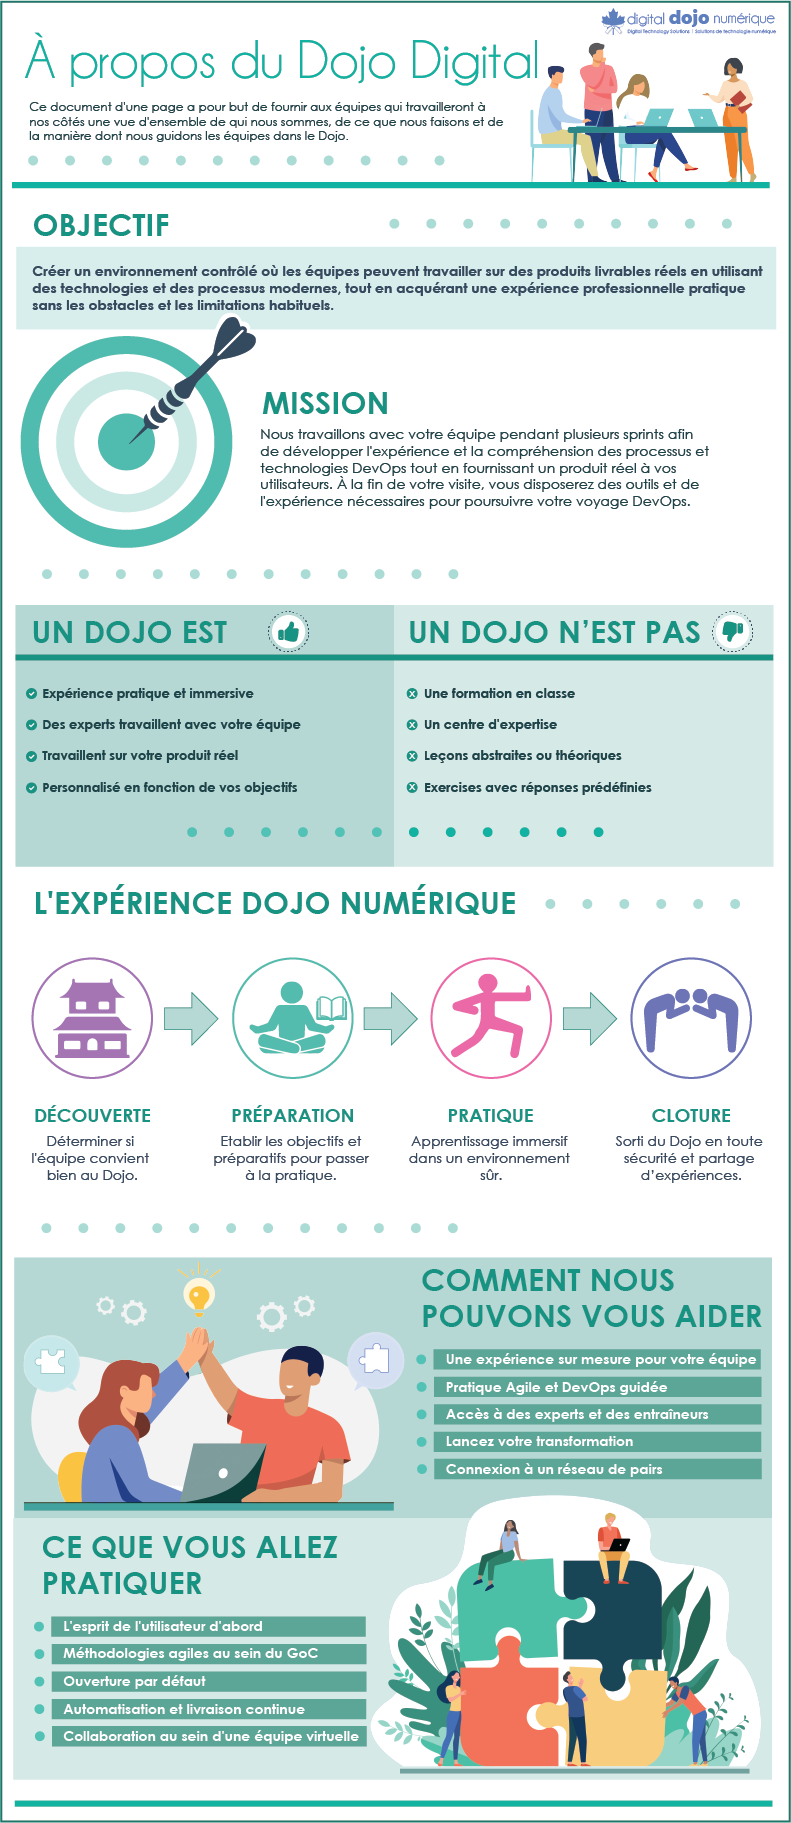 digital dojo numérique
Digital Technology Solutions | Solutions de technologie numérique
À propos du Dojo Digital
Ce document d'une page a pour but de fournir aux équipes qui travailleront à
nos côtés une vue d'ensemble de qui nous sommes, de ce que nous faisons et de
la manière dont nous guidons les équipes dans le Dojo.
OBJECTIF
Créer un environnement contrôlé où les équipes peuvent travailler sur des produits livrables réels en utilisant
des technologies et des processus modernes, tout en acquérant une expérience professionnelle pratique
sans les obstacles et les limitations habituels.
MISSION
Nous travaillons avec votre équipe pendant plusieurs sprints afin
de développer l'expérience et la compréhension des processus et
technologies DevOps tout en fournissant un produit réel à vos
utilisateurs. À la fin de votre visite, vous disposerez des outils et de
l'expérience nécessaires pour poursuivre votre voyage DevOps.
UN DOJO EST
Expérience pratique et immersive
Des experts travaillent avec votre équipe
Travaillent sur votre produit réel
Personnalisé en fonction de vos objectifs
UN DOJO N'EST PAS
Une formation en classe
Un centre d'expertise
Leçons abstraites ou théoriques
Exercises avec réponses prédéfinies
L'EXPÉRIENCE DOJO NUMÉRIQUE
DÉCOUVERTE
Déterminer si
l'équipe convient
bien au Dojo.
PRÉPARATION
Etablir les objectifs et
préparatifs pour passer
à la pratique.
PRATIQUE
Apprentissage immersif
dans un environnement
sûr.
CLOTURE
Sorti du Dojo en toute
sécurité et partage
d'expériences.
COMMENT NOUS
POUVONS VOUS AIDER
Une expérience sur mesure pour votre équipe
Pratique Agile et DevOps guidée
Accès à des experts et des entraîneurs
Lancez votre transformation
Connexion à un réseau de pairs
CE QUE VOUS ALLEZ
PRATIQUER
L'esprit de l'utilisateur d'abord
Méthodologies agiles au sein du GoC
Ouverture par défaut
Automatisation et livraison continue
Collaboration au sein d'une équipe virtuelle